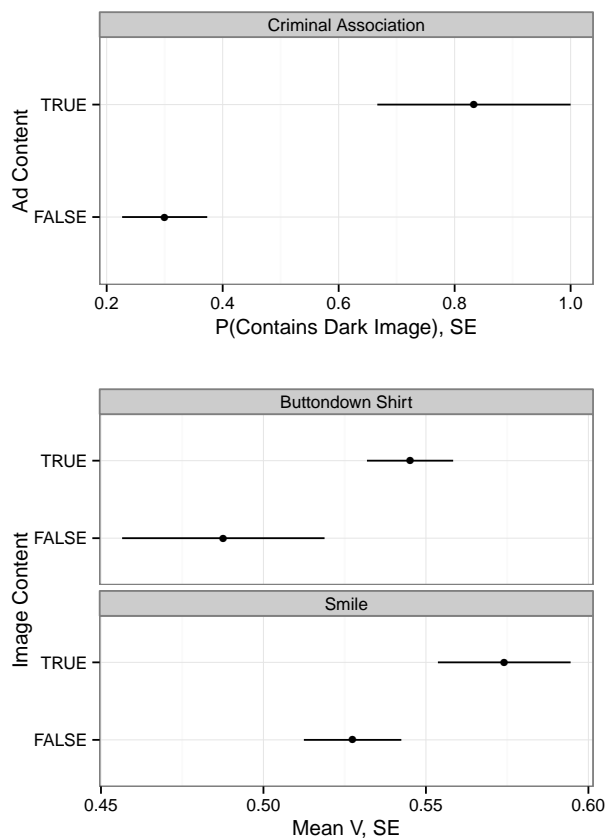 Criminal Association
Ad Content
TRUE
FALSE
0.2 0.4 0.6 0.8 1.0
P(Contains Dark Image), SE
Buttondown Shirt
Image Content
TRUE
FALSE
Smile
TRUE
FALSE
0.45 0.50 0.55 0.60
Mean V, SE